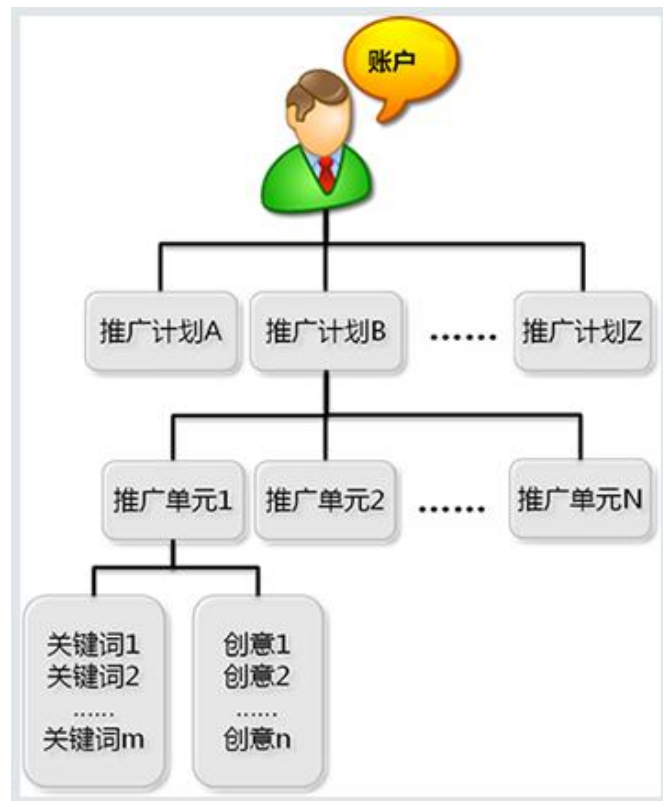 账户
推广计划A
推广计划B
......
推广计划Z
推广单元1
推广单元2
......
推广单元N
关键词1
关键词2
......
关键词m
创意1
创意2
......
创意n